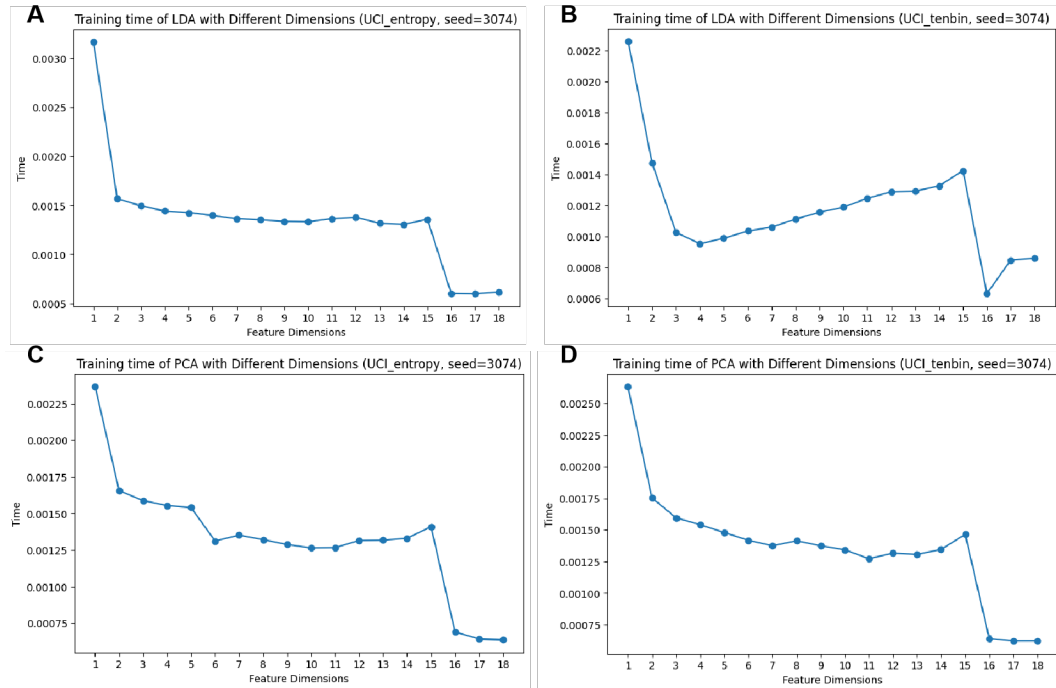 A
Training time of LDA with Different Dimensions (UCI_entropy, seed=3074)
0.0030
0.0025
0.0020
0.0015
0.0010
0.0005
Time
1 2 3 4 5 6 7 8 9 10 11 12 13 14 15 16 17 18
Feature Dimensions
B
Training time of LDA with Different Dimensions (UCI_tenbin, seed=3074)
0.0022
0.0020
0.0018
0.0016
0.0014
0.0012
0.0010
0.0008
0.0006
Time
1 2 3 4 5 6 7 8 9 10 11 12 13 14 15 16 17 18
Feature Dimensions
C
Training time of PCA with Different Dimensions (UCI_entropy, seed=3074)
0.00225
0.00200
0.00175
0.00150
0.00125
0.00100
0.00075
Time
1 2 3 4 5 6 7 8 9 10 11 12 13 14 15 16 17 18
Feature Dimensions
D
Training time of PCA with Different Dimensions (UCI_tenbin, seed=3074)
0.00250
0.00225
0.00200
0.00175
0.00150
0.00125
0.00100
0.00075
Time
1 2 3 4 5 6 7 8 9 10 11 12 13 14 15 16 17 18
Feature Dimensions